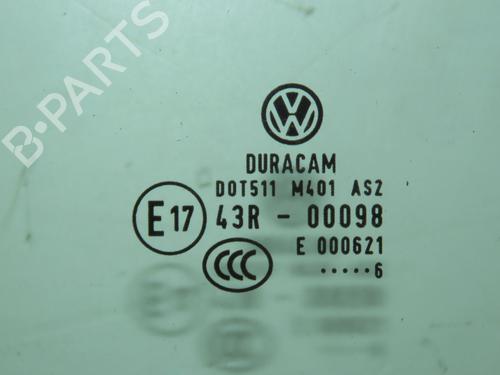 B-PARTS
DURACAM
DOT511 M401 AS2
E17 43R - 00098
E 000621
CCC
·····6